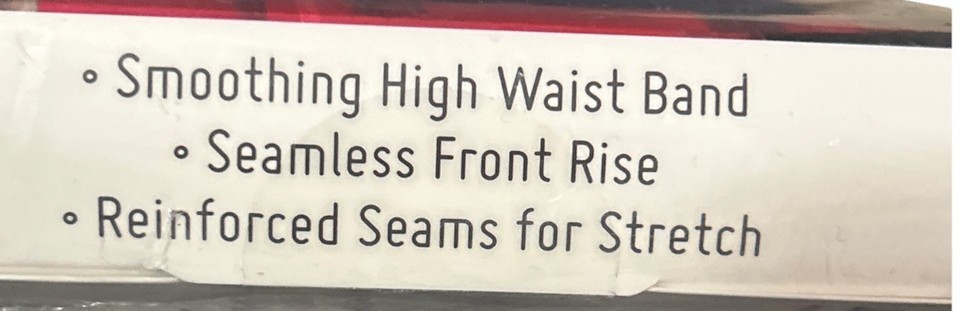 ∘ Smoothing High Waist Band
∘ Seamless Front Rise
∘ Reinforced Seams for Stretch